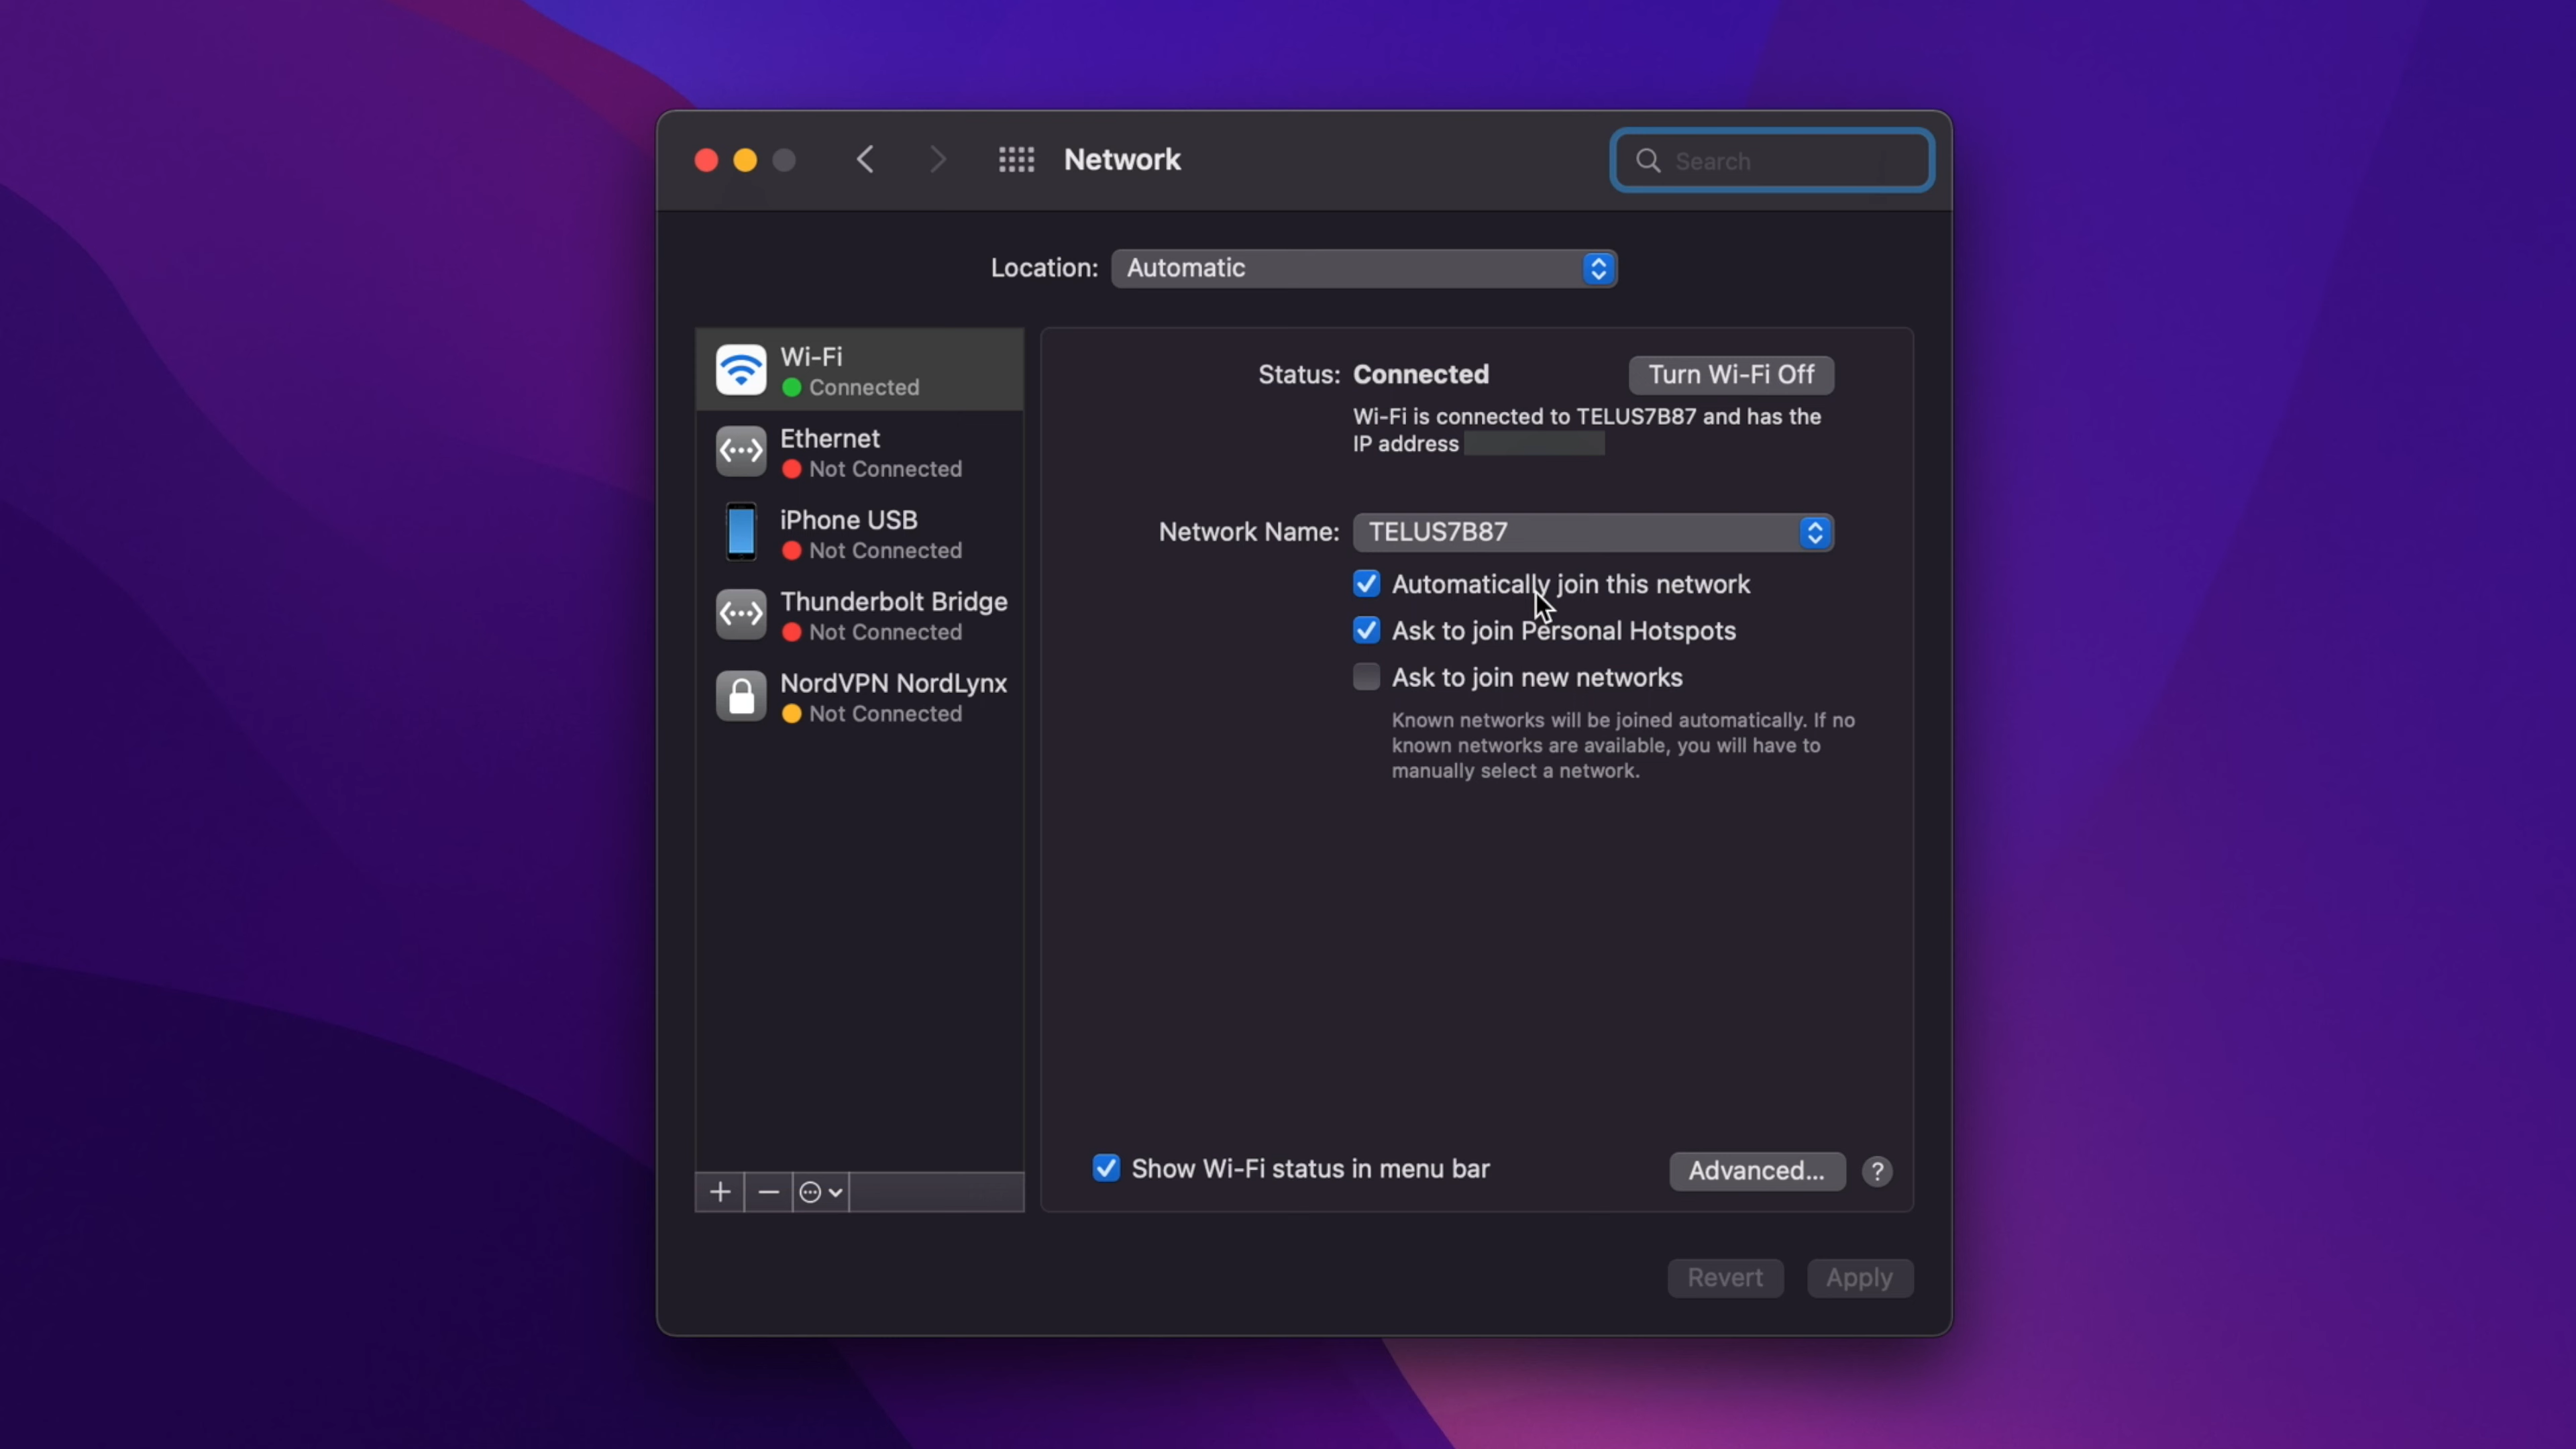 Network
Search
Location: Automatic
Wi-Fi
Connected
Ethernet
Not Connected
iPhone USB
Not Connected
Thunderbolt Bridge
Not Connected
NordVPN NordLynx
Not Connected
Status: Connected
Turn Wi-Fi Off
Wi-Fi is connected to TELUS7B87 and has the
IP address
Network Name: TELUS7B87
Automatically join this network
Ask to join Personal Hotspots
Ask to join new networks
Known networks will be joined automatically. If no
known networks are available, you will have to
manually select a network.
Show Wi-Fi status in menu bar
Advanced...
?
Revert
Apply